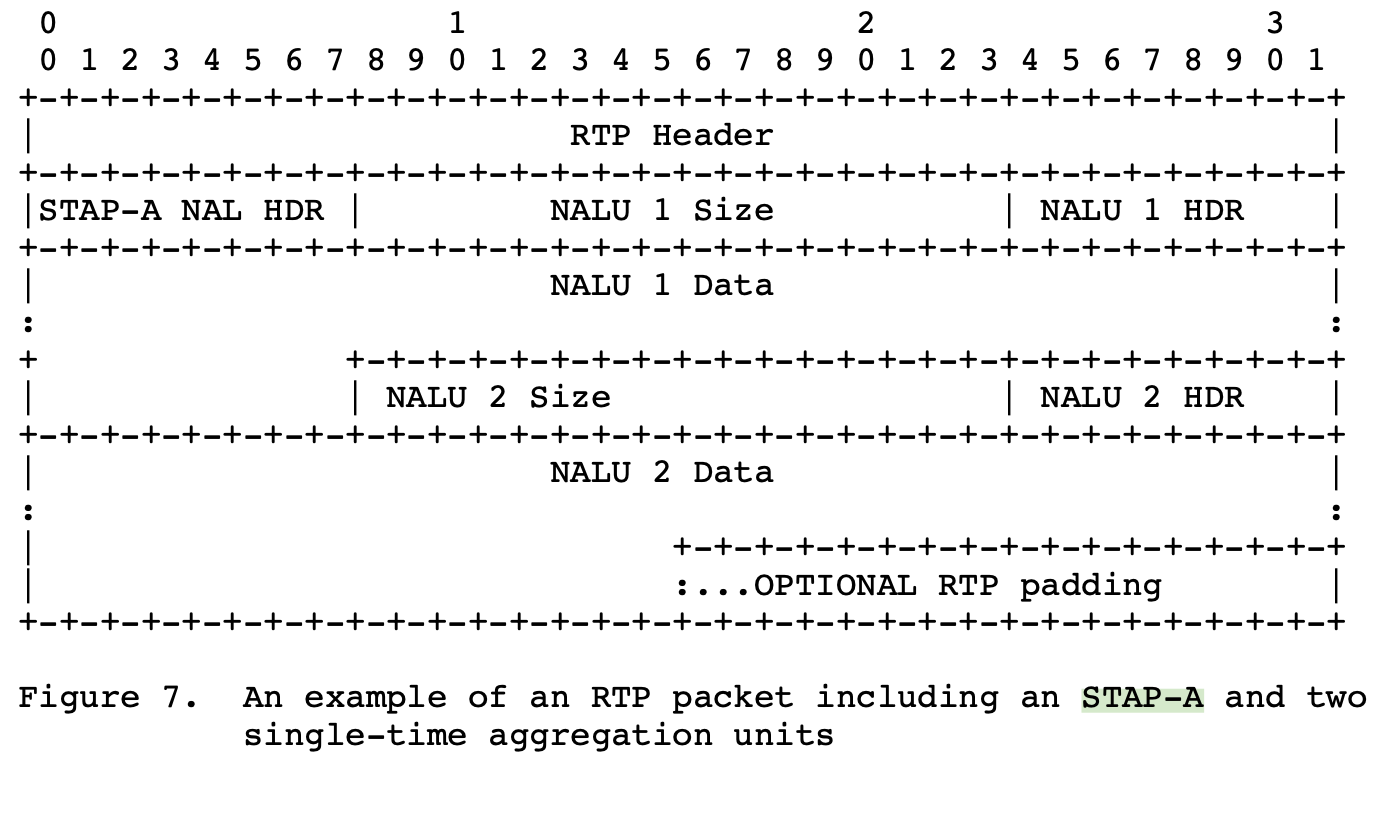 0                   1                   2                   3
 0 1 2 3 4 5 6 7 8 9 0 1 2 3 4 5 6 7 8 9 0 1 2 3 4 5 6 7 8 9 0 1
+-+-+-+-+-+-+-+-+-+-+-+-+-+-+-+-+-+-+-+-+-+-+-+-+-+-+-+-+-+-+-+-+
|                          RTP Header                           |
+-+-+-+-+-+-+-+-+-+-+-+-+-+-+-+-+-+-+-+-+-+-+-+-+-+-+-+-+-+-+-+-+
|STAP-A NAL HDR |         NALU 1 Size           | NALU 1 HDR    |
+-+-+-+-+-+-+-+-+-+-+-+-+-+-+-+-+-+-+-+-+-+-+-+-+-+-+-+-+-+-+-+-+
|                         NALU 1 Data                           |
:                                                               :
+               +-+-+-+-+-+-+-+-+-+-+-+-+-+-+-+-+-+-+-+-+-+-+-+-+
|               | NALU 2 Size                   | NALU 2 HDR    |
+-+-+-+-+-+-+-+-+-+-+-+-+-+-+-+-+-+-+-+-+-+-+-+-+-+-+-+-+-+-+-+-+
|                         NALU 2 Data                           |
:                                                               :
|                               +-+-+-+-+-+-+-+-+-+-+-+-+-+-+-+-+
|                               :...OPTIONAL RTP padding        |
+-+-+-+-+-+-+-+-+-+-+-+-+-+-+-+-+-+-+-+-+-+-+-+-+-+-+-+-+-+-+-+-+
Figure 7.  An example of an RTP packet including an STAP-A and two
           single-time aggregation units